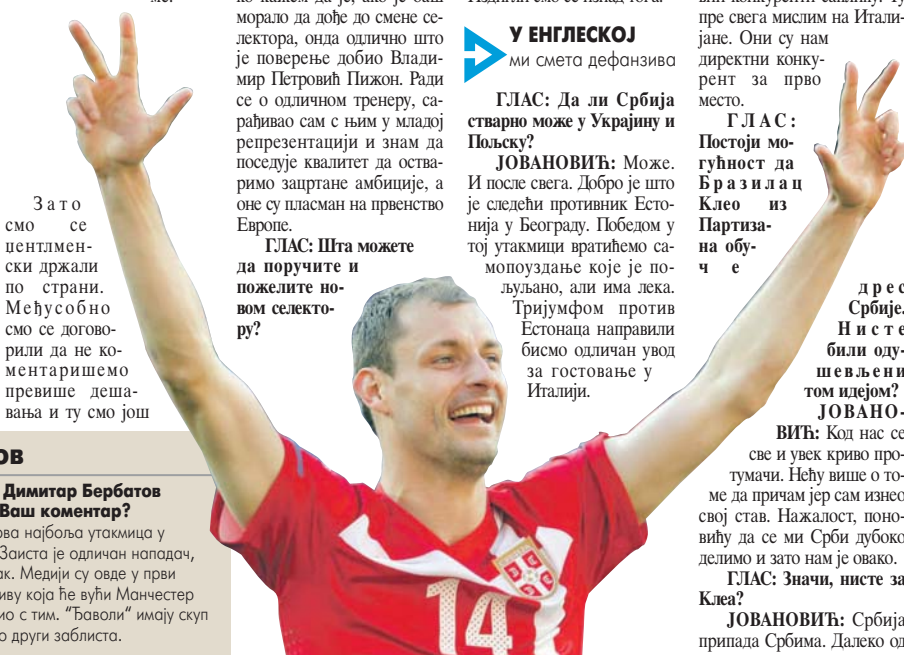 ме.
Зато
смо се
џентлмен-
ски држали
по страни.
Међусобно
смо се догово-
рили да не ко-
ментаришемо
превише деша-
вања и ту смо још
ОВ
Димитар Бербатов
Ваш коментар?
ова најбоља утакмица у
Заиста је одличан нападач,
ак. Медији су овде у први
иву која ће вући Манчестер
ио с тим. "Ђаволи" имају скуп
о други заблиста.
ко кажем да је, ако је баш
морало да дође до смене се-
лектора, онда одлично што
је поверење добио Влади-
мир Петровић Пижон. Ради
се о одличном тренеру, са-
рађивао сам с њим у младој
репрезентацији и знам да
поседује квалитет да оства-
римо зацртане амбиције, а
оне су пласман на првенство
Европе.
ГЛАС: Шта можете
да поручите и
пожелите но-
вом селекто-
ру?
У ЕНГЛЕСКОЈ
ми смета дефанзива
ГЛАС: Да ли Србија
стварно може у Украјину и
Пољску?
ЈОВАНОВИЋ: Може.
И после свега. Добро је што
је следећи противник Есто-
нија у Београду. Победом у
тој утакмици вратићемо са-
мопоуздање које је по-
љуљано, али има лека.
Тријумфом против
Естонаца направили
бисмо одличан увод
за гостовање у
Италији.
14
пре свега мислим на Итали-
јане. Они су нам
директни конку-
рент за прво
место.
ГЛАС:
Постоји мо-
гућност да
Бразилац
Клео из
Партиза-
на обу-
че
дрес
Србије.
Нисте
били оду-
шевљени
том идејом?
ЈОВАНО-
ВИЋ: Код нас се
све и увек криво про-
тумачи. Нећу више о то-
ме да причам јер сам изнео
свој став. Нажалост, поно-
вићу да се ми Срби дубоко
делимо и зато нам је овако.
ГЛАС: Значи, нисте за
Клеа?
ЈОВАНОВИЋ: Србија
припада Србима. Далеко од